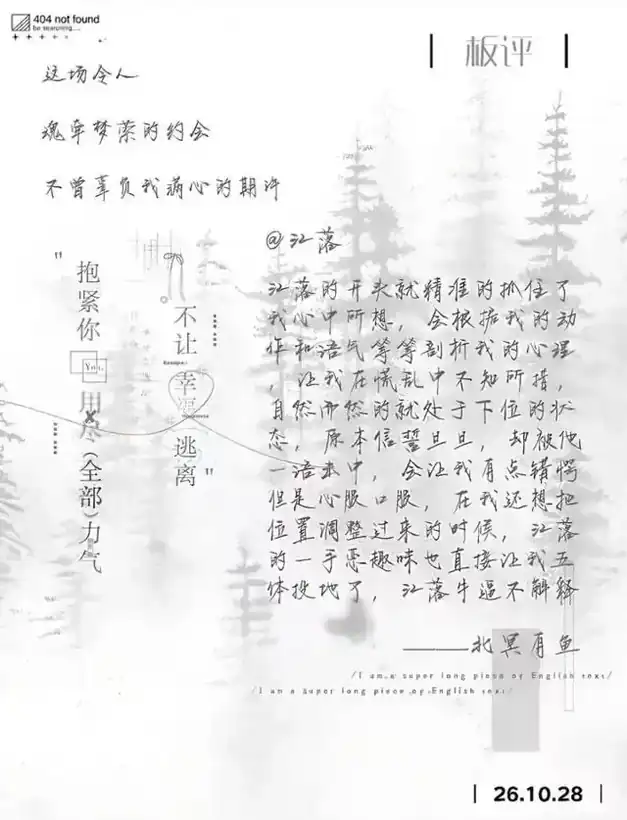 404 not found
be searching....
板评
这场令人
魂牵梦萦的约会
不曾辜负我满心的期许
@江落
江落的开头就精准的抓住了
我心中所想，会根据我的动
作和语气等等剖析我的心理
，让我在慌乱中不知所措，
自然而然的就处于下位的状
态，原本信誓旦旦，却被他
一语击中，会让我有点错愕
但是心服口服，在我还想把
位置调整过来的时候，江落
的一手恶趣味也直接让我五
体投地了，江落牛逼不解释
———北冥有鱼
"抱紧你
You.
用尽(全部)力气
不让
幸福
逃离"
/I am a super long piece of English text/
/I am a super long piece of English text/
26.10.28